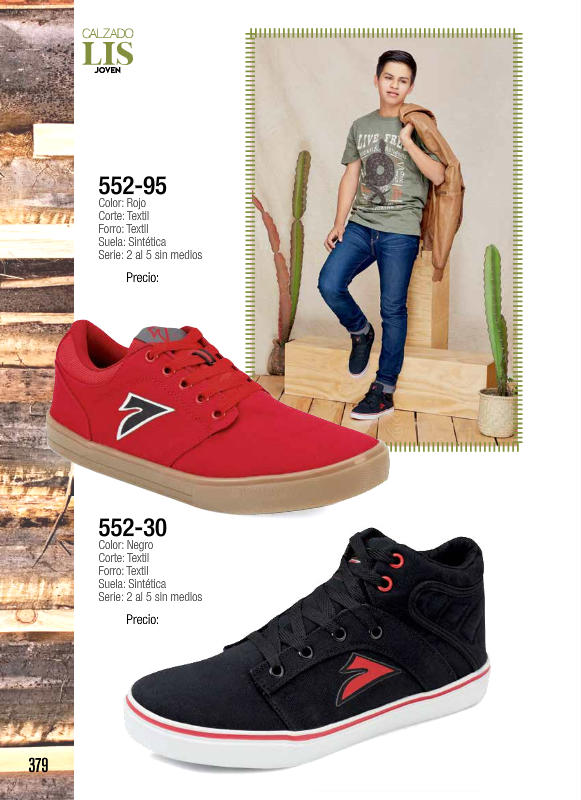 CALZADO
LIS
JOVEN
LIVE FREE
552-95
Color: Rojo
Corte: Textil
Forro: Textil
Suela: Sintética
Serie: 2 al 5 sin medios
Precio:
552-30
Color: Negro
Corte: Textil
Forro: Textil
Suela: Sintética
Serie: 2 al 5 sin medios
Precio:
379